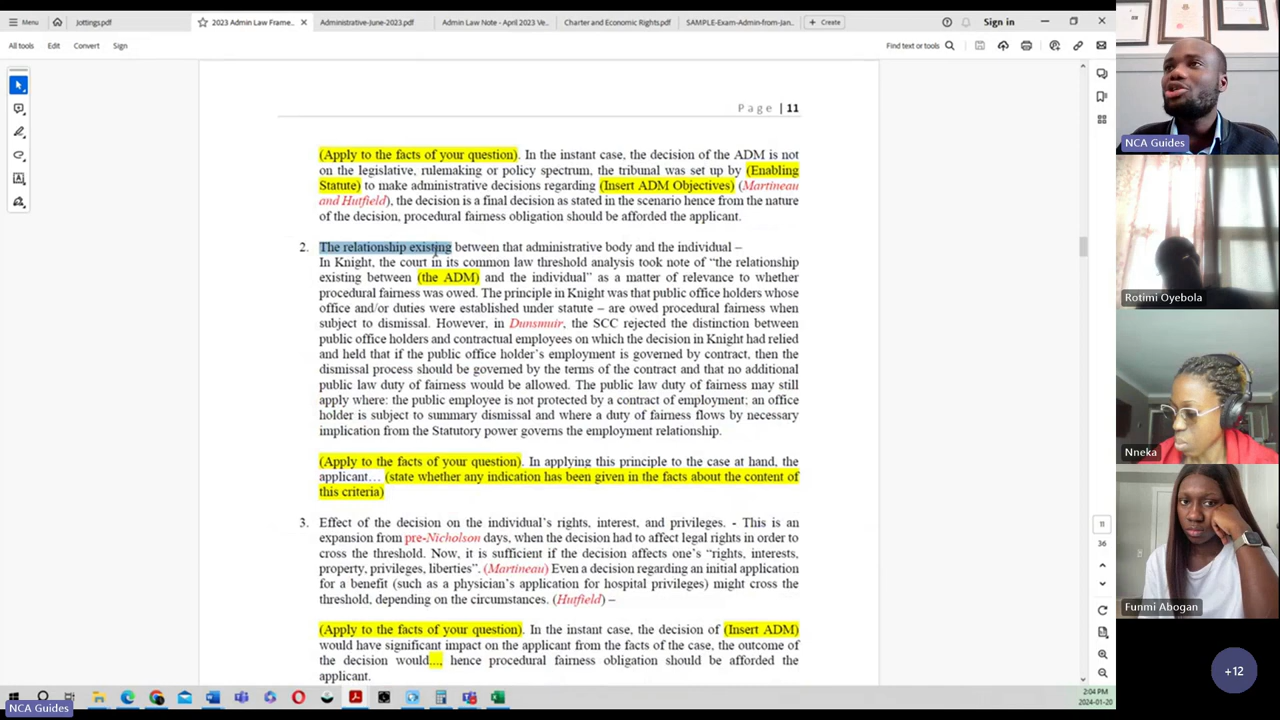 Menu
Jottings.pdf
2023 Admin Law Frame...
Administrative-June-2023.pdf
Admin Law Note - April 2023 Ve...
Charter and Economic Rights.pdf
SAMPLE-Exam-Admin-from-Jan...
+ Create
Sign in
All tools
Edit
Convert
Sign
Find text or tools
Page | 11
(Apply to the facts of your question). In the instant case, the decision of the ADM is not
on the legislative, rulemaking or policy spectrum, the tribunal was set up by (Enabling
Statute) to make administrative decisions regarding (Insert ADM Objectives) (Martineau
and Hutfield), the decision is a final decision as stated in the scenario hence from the nature
of the decision, procedural fairness obligation should be afforded the applicant.
2. The relationship existing between that administrative body and the individual –
In Knight, the court in its common law threshold analysis took note of “the relationship
existing between (the ADM) and the individual” as a matter of relevance to whether
procedural fairness was owed. The principle in Knight was that public office holders whose
office and/or duties were established under statute – are owed procedural fairness when
subject to dismissal. However, in Dunsmuir, the SCC rejected the distinction between
public office holders and contractual employees on which the decision in Knight had relied
and held that if the public office holder’s employment is governed by contract, then the
dismissal process should be governed by the terms of the contract and that no additional
public law duty of fairness would be allowed. The public law duty of fairness may still
apply where: the public employee is not protected by a contract of employment; an office
holder is subject to summary dismissal and where a duty of fairness flows by necessary
implication from the Statutory power governs the employment relationship.
(Apply to the facts of your question). In applying this principle to the case at hand, the
applicant… (state whether any indication has been given in the facts about the content of
this criteria)
3. Effect of the decision on the individual’s rights, interest, and privileges. - This is an
expansion from pre-Nicholson days, when the decision had to affect legal rights in order to
cross the threshold. Now, it is sufficient if the decision affects one’s “rights, interests,
property, privileges, liberties”. (Martineau) Even a decision regarding an initial application
for a benefit (such as a physician’s application for hospital privileges) might cross the
threshold, depending on the circumstances. (Hutfield) –
(Apply to the facts of your question). In the instant case, the decision of (Insert ADM)
would have significant impact on the applicant from the facts of the case, the outcome of
the decision would..., hence procedural fairness obligation should be afforded the
applicant.
11
36
2:04 PM
2024-01-20
NCA Guides
NCA Guides
Rotimi Oyebola
Nneka
Funmi Abogan
+12